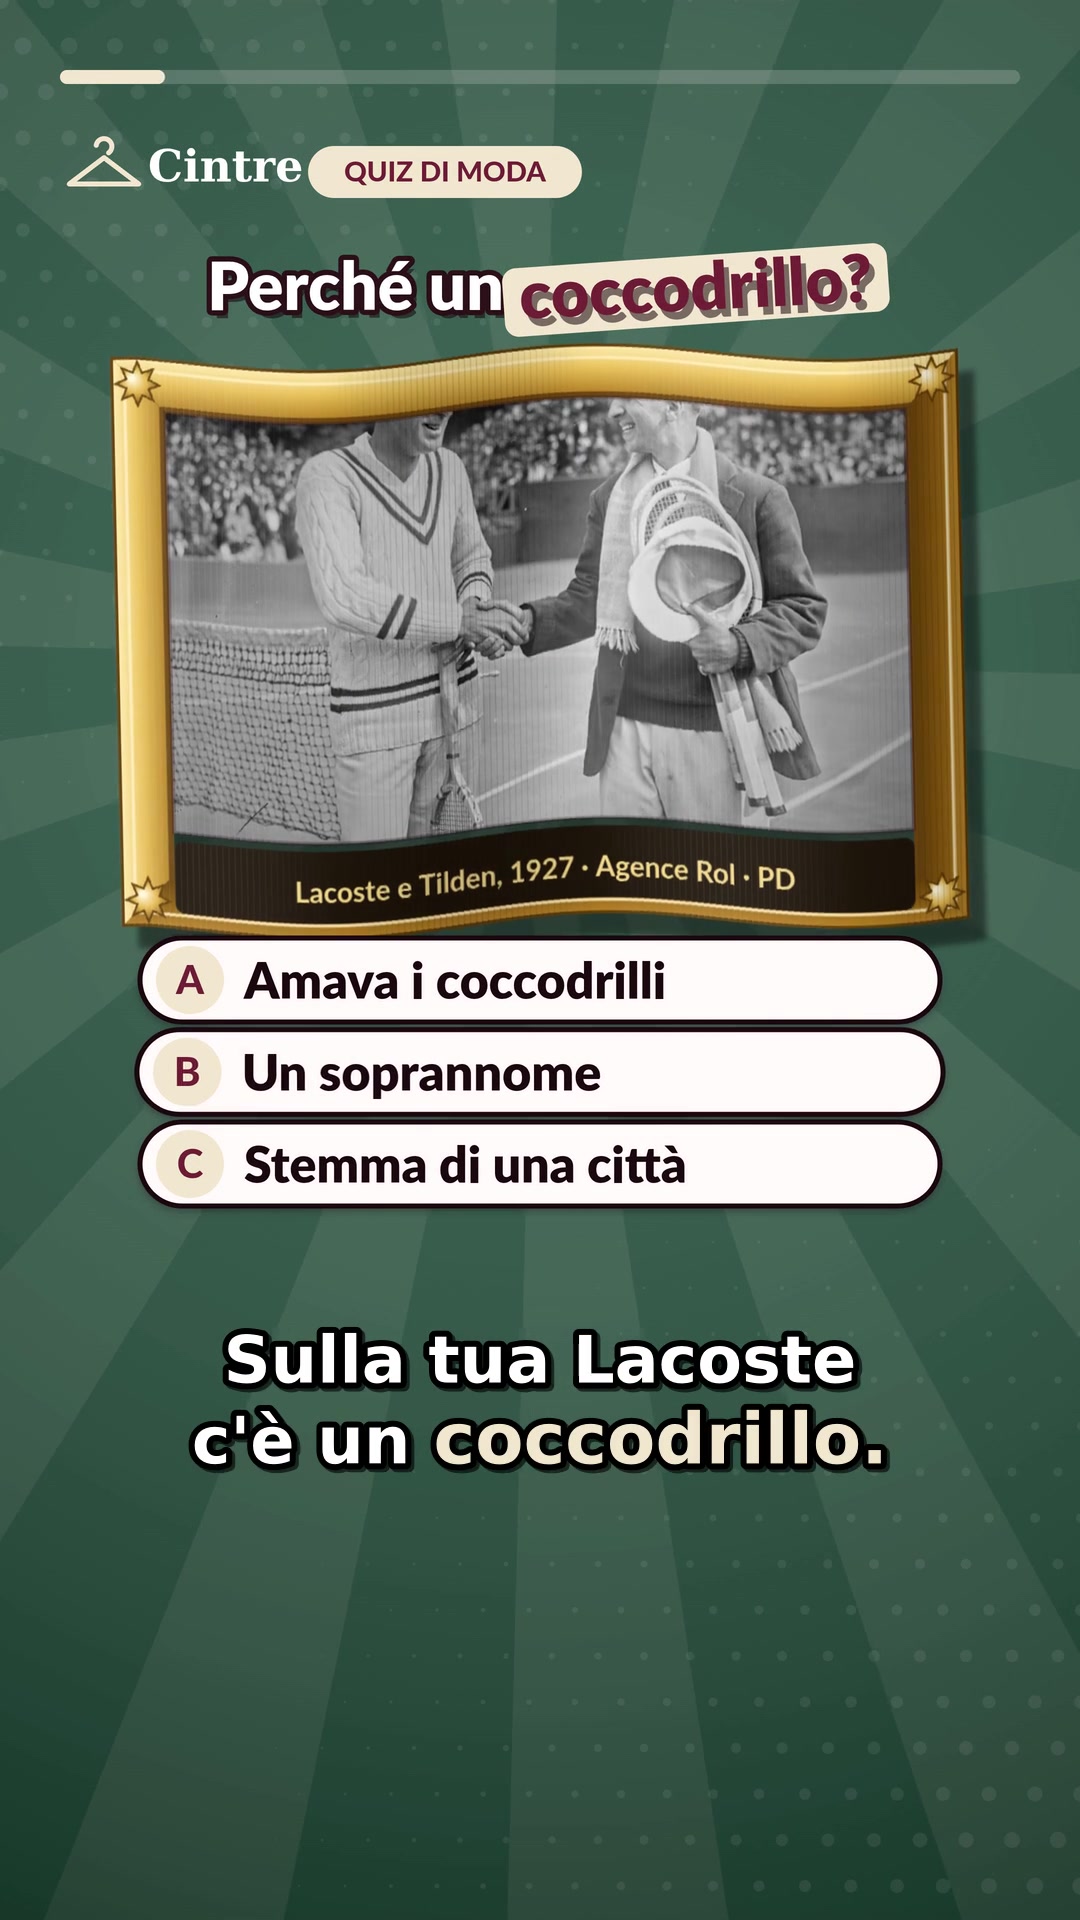 Cintre
QUIZ DI MODA
Perché un coccodrillo?
Lacoste e Tilden, 1927 · Agence Rol · PD
A Amava i coccodrilli
B Un soprannome
C Stemma di una città
Sulla tua Lacoste
c'è un coccodrillo.